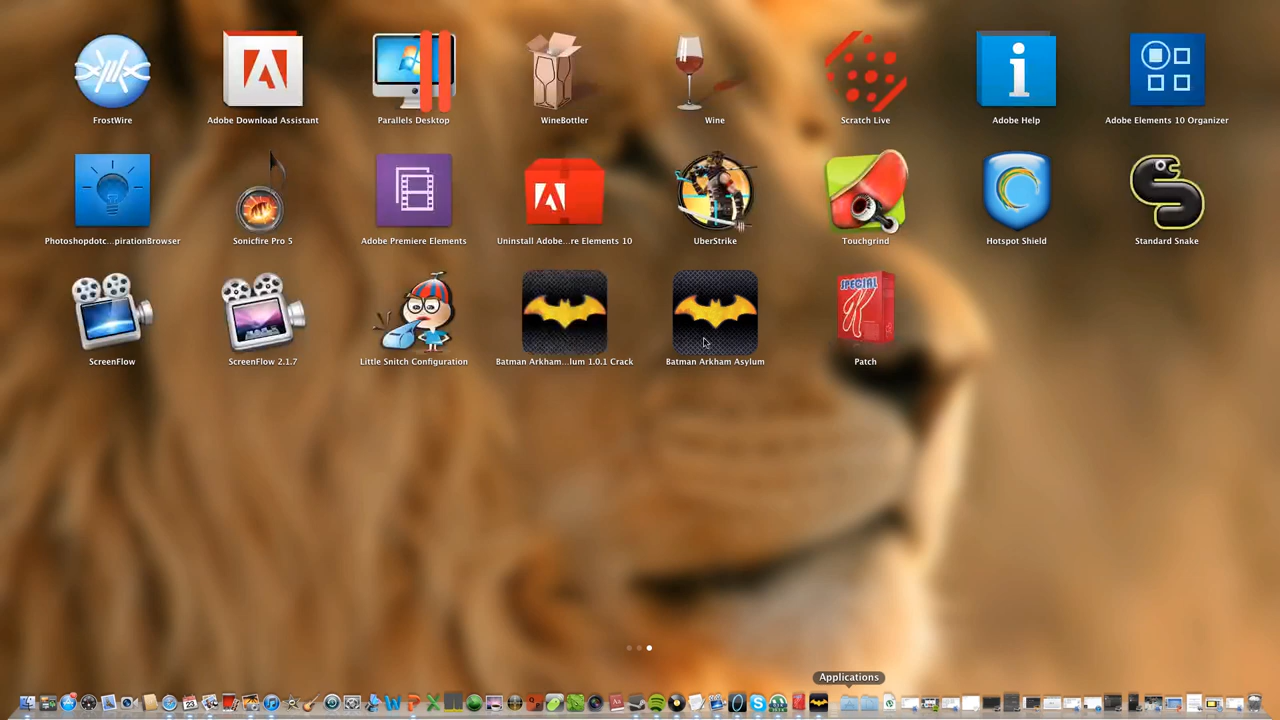 FrostWire
Adobe Download Assistant
Parallels Desktop
WineBottler
Wine
Scratch Live
Adobe Help
Adobe Elements 10 Organizer
Photoshopdotc...pirationBrowser
Sonicfire Pro 5
Adobe Premiere Elements
Uninstall Adobe...re Elements 10
UberStrike
Touchgrind
Hotspot Shield
Standard Snake
SPECIAL
K
ScreenFlow
ScreenFlow 2.1.7
Little Snitch Configuration
Batman Arkham...lum 1.0.1 Crack
Batman Arkham Asylum
Patch
Applications